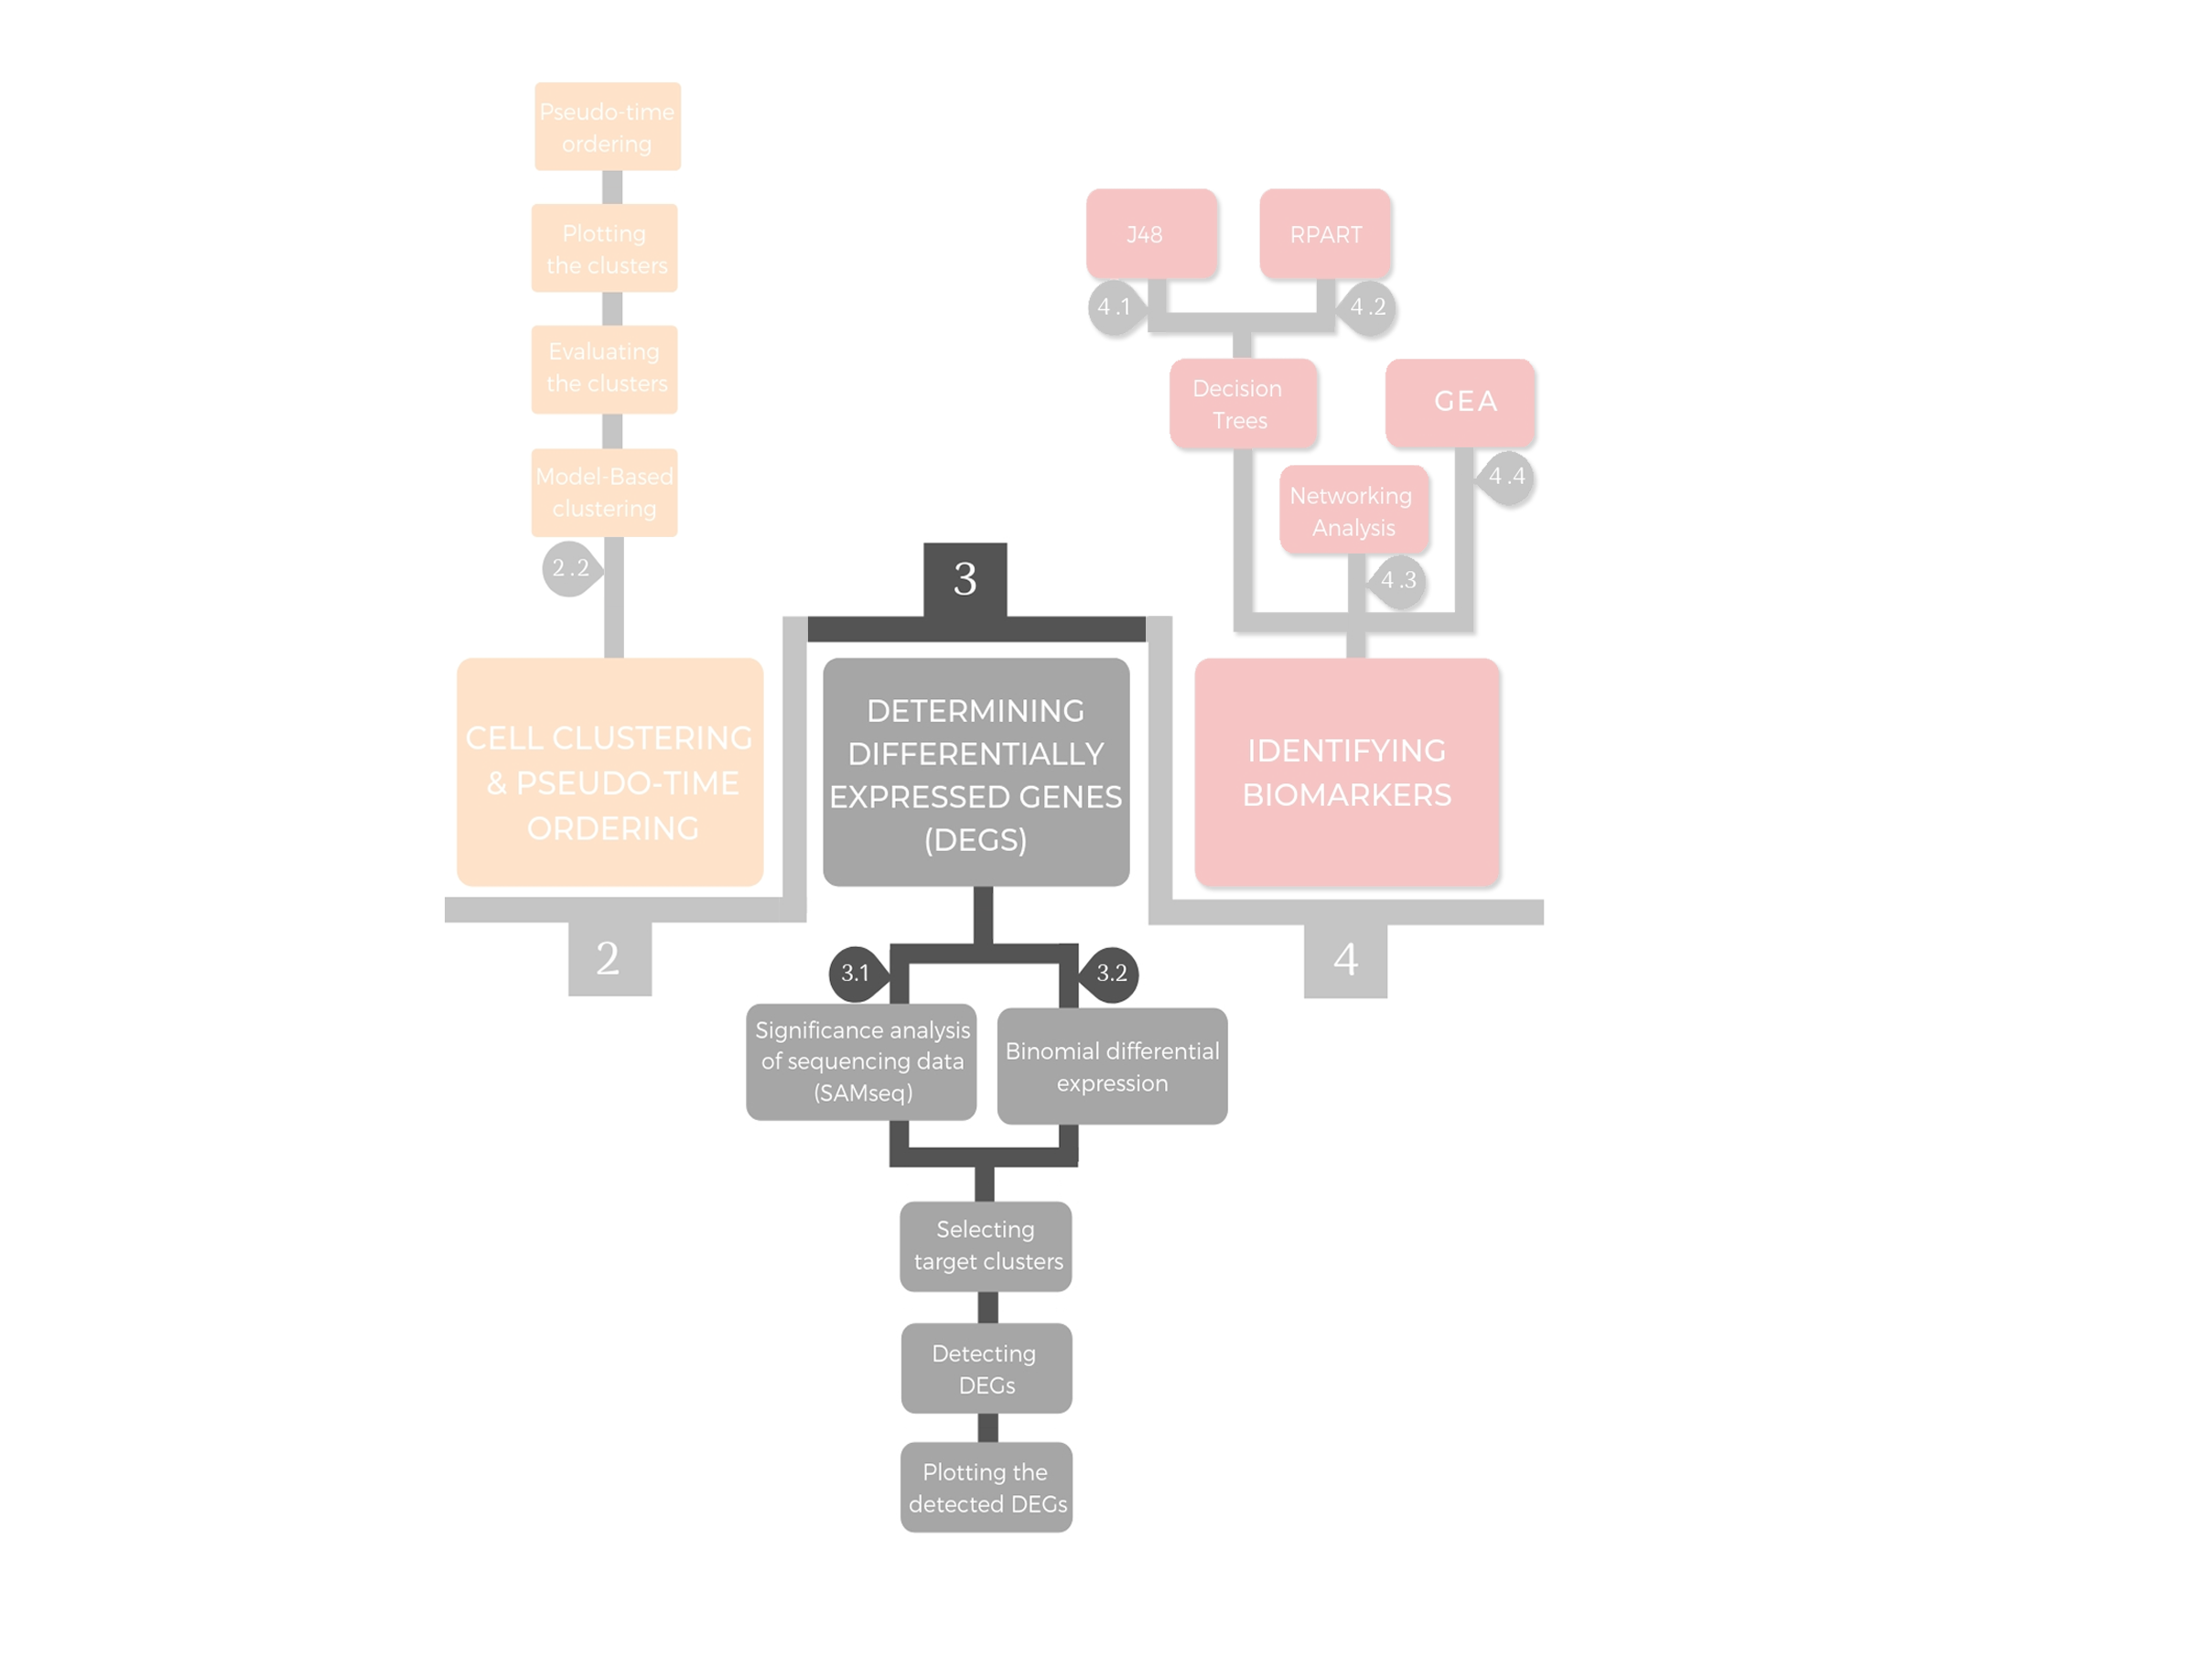 Pseudo-time
ordering
Plotting
the clusters
Evaluating
the clusters
Model-Based
clustering
2.2
CELL CLUSTERING
& PSEUDO-TIME
ORDERING
2
3
DETERMINING
DIFFERENTIALLY
EXPRESSED GENES
(DEGS)
3.1
3.2
Significance analysis
of sequencing data
(SAMseq)
Binomial differential
expression
Selecting
target clusters
Detecting
DEGs
Plotting the
detected DEGs
J48
RPART
4.1
4.2
Decision
Trees
GEA
4.4
Networking
Analysis
4.3
IDENTIFYING
BIOMARKERS
4